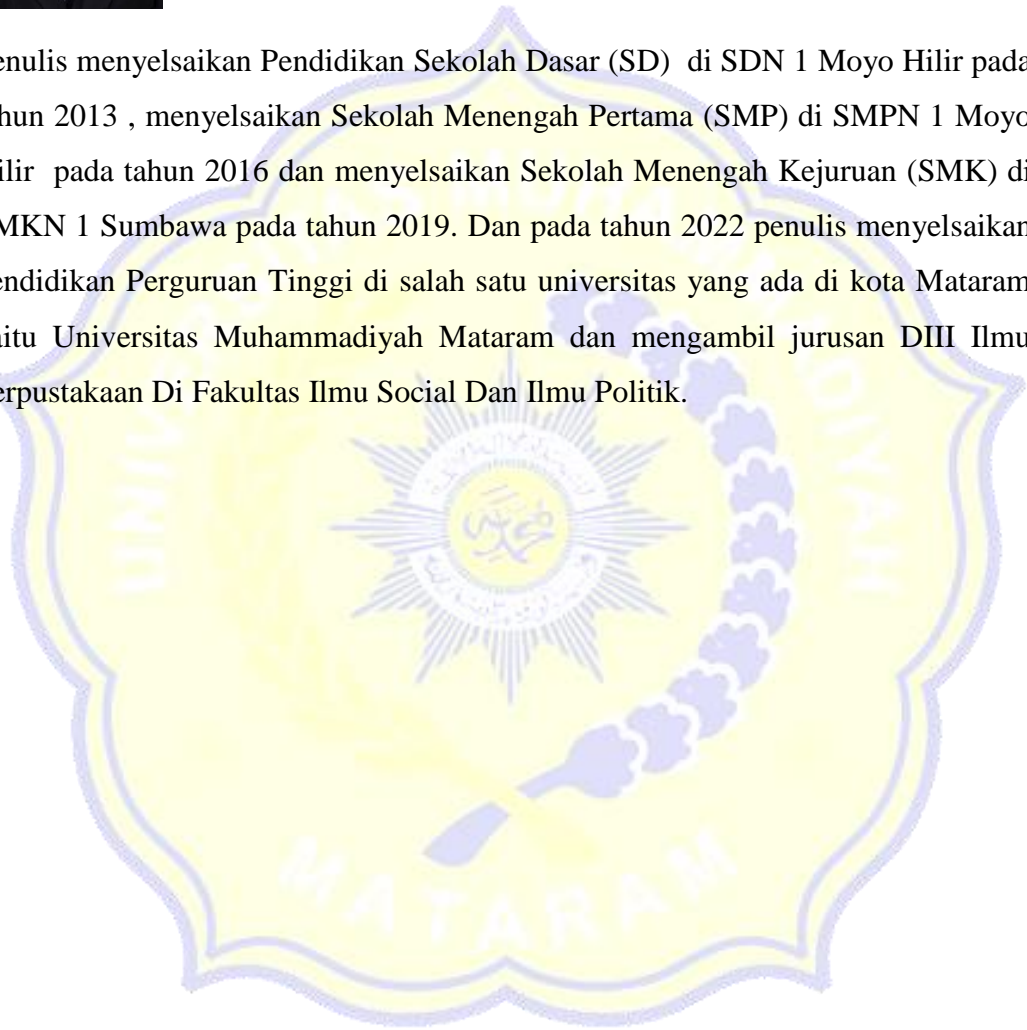 enulis menyelsaikan Pendidikan Sekolah Dasar (SD) di SDN 1 Moyo Hilir pada
hun 2013 , menyelsaikan Sekolah Menengah Pertama (SMP) di SMPN 1 Moyo
ilir pada tahun 2016 dan menyelsaikan Sekolah Menengah Kejuruan (SMK) di
MKN 1 Sumbawa pada tahun 2019. Dan pada tahun 2022 penulis menyelsaikan
endidikan Perguruan Tinggi di salah satu universitas yang ada di kota Mataram
aitu Universitas Muhammadiyah Mataram dan mengambil jurusan DIII Ilmu
erpustakaan Di Fakultas Ilmu Social Dan Ilmu Politik.
UNIVERSITAS MUHAMMADIYAH
محمدية
MATARAM